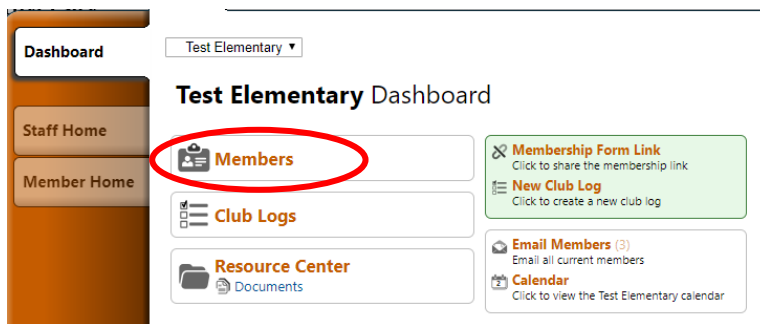 Dashboard
Staff Home
Member Home
Test Elementary ▼
Test Elementary Dashboard
Members
Club Logs
Resource Center
Documents
Membership Form Link
Click to share the membership link
New Club Log
Click to create a new club log
Email Members (3)
Email all current members
Calendar
Click to view the Test Elementary calendar